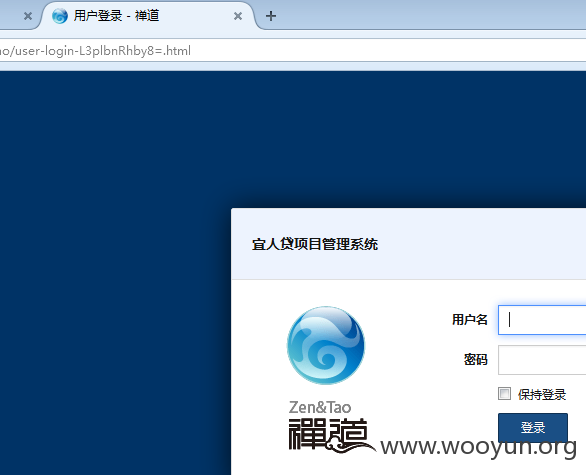 用户登录 - 禅道
no/user-login-L3plbnRhby8=.html
宜人贷项目管理系统
用户名
密码
保持登录
登录
Zen&Tao
禪道
www.wooyun.org